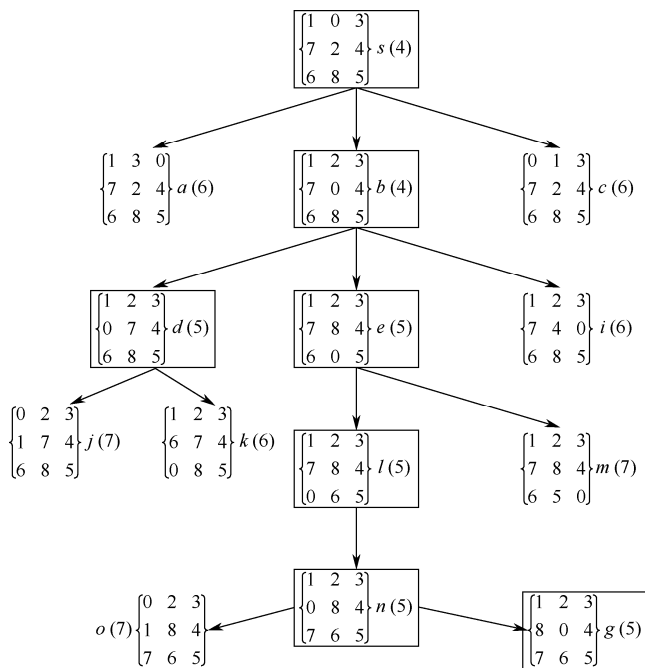 1 0 3
7 2 4 s (4)
6 8 5
1 3 0
7 2 4 a (6)
6 8 5
1 2 3
7 0 4 b (4)
6 8 5
0 1 3
7 2 4 c (6)
6 8 5
1 2 3
0 7 4 d (5)
6 8 5
1 2 3
7 8 4 e (5)
6 0 5
1 2 3
7 4 0 i (6)
6 8 5
0 2 3
1 7 4 j (7)
6 8 5
1 2 3
6 7 4 k (6)
0 8 5
1 2 3
7 8 4 l (5)
0 6 5
1 2 3
7 8 4 m (7)
6 5 0
0 2 3
o (7) 1 8 4
7 6 5
1 2 3
0 8 4 n (5)
7 6 5
1 2 3
8 0 4 g (5)
7 6 5